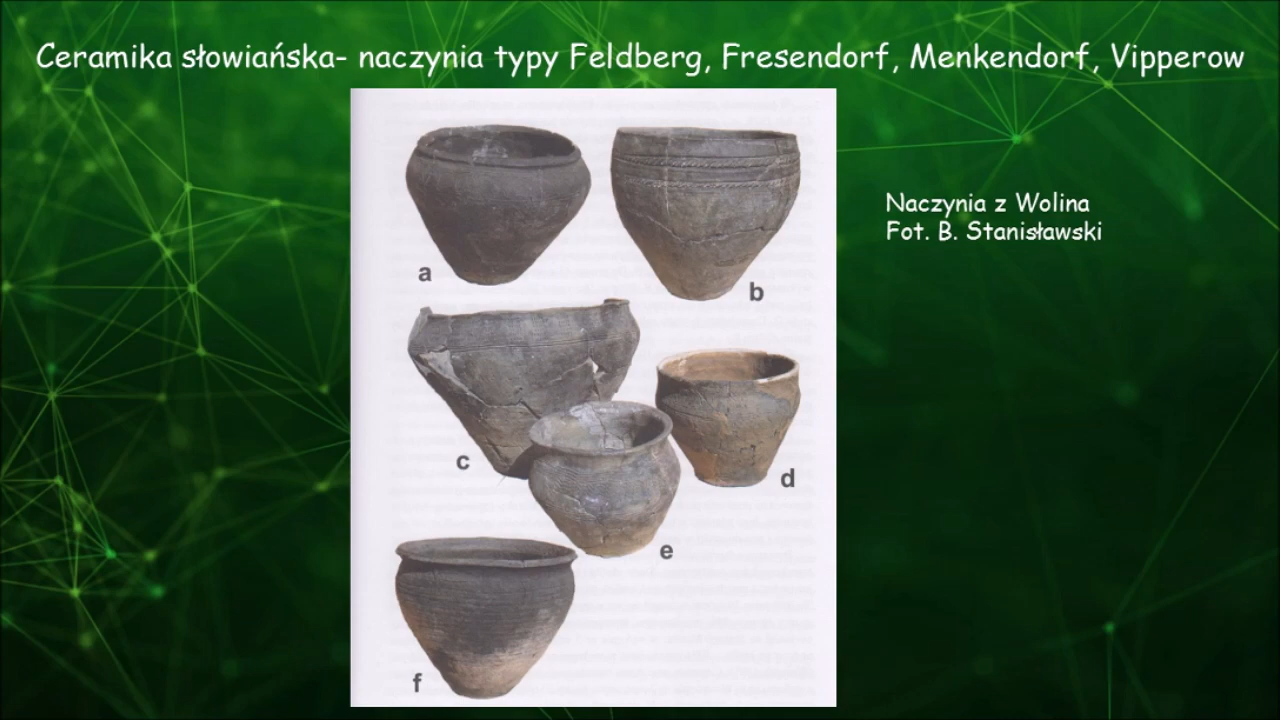 Ceramika słowiańska- naczynia typy Feldberg, Fresendorf, Menkendorf, Vipperow
Naczynia z Wolina
Fot. B. Stanisławski
a
b
c
d
e
f